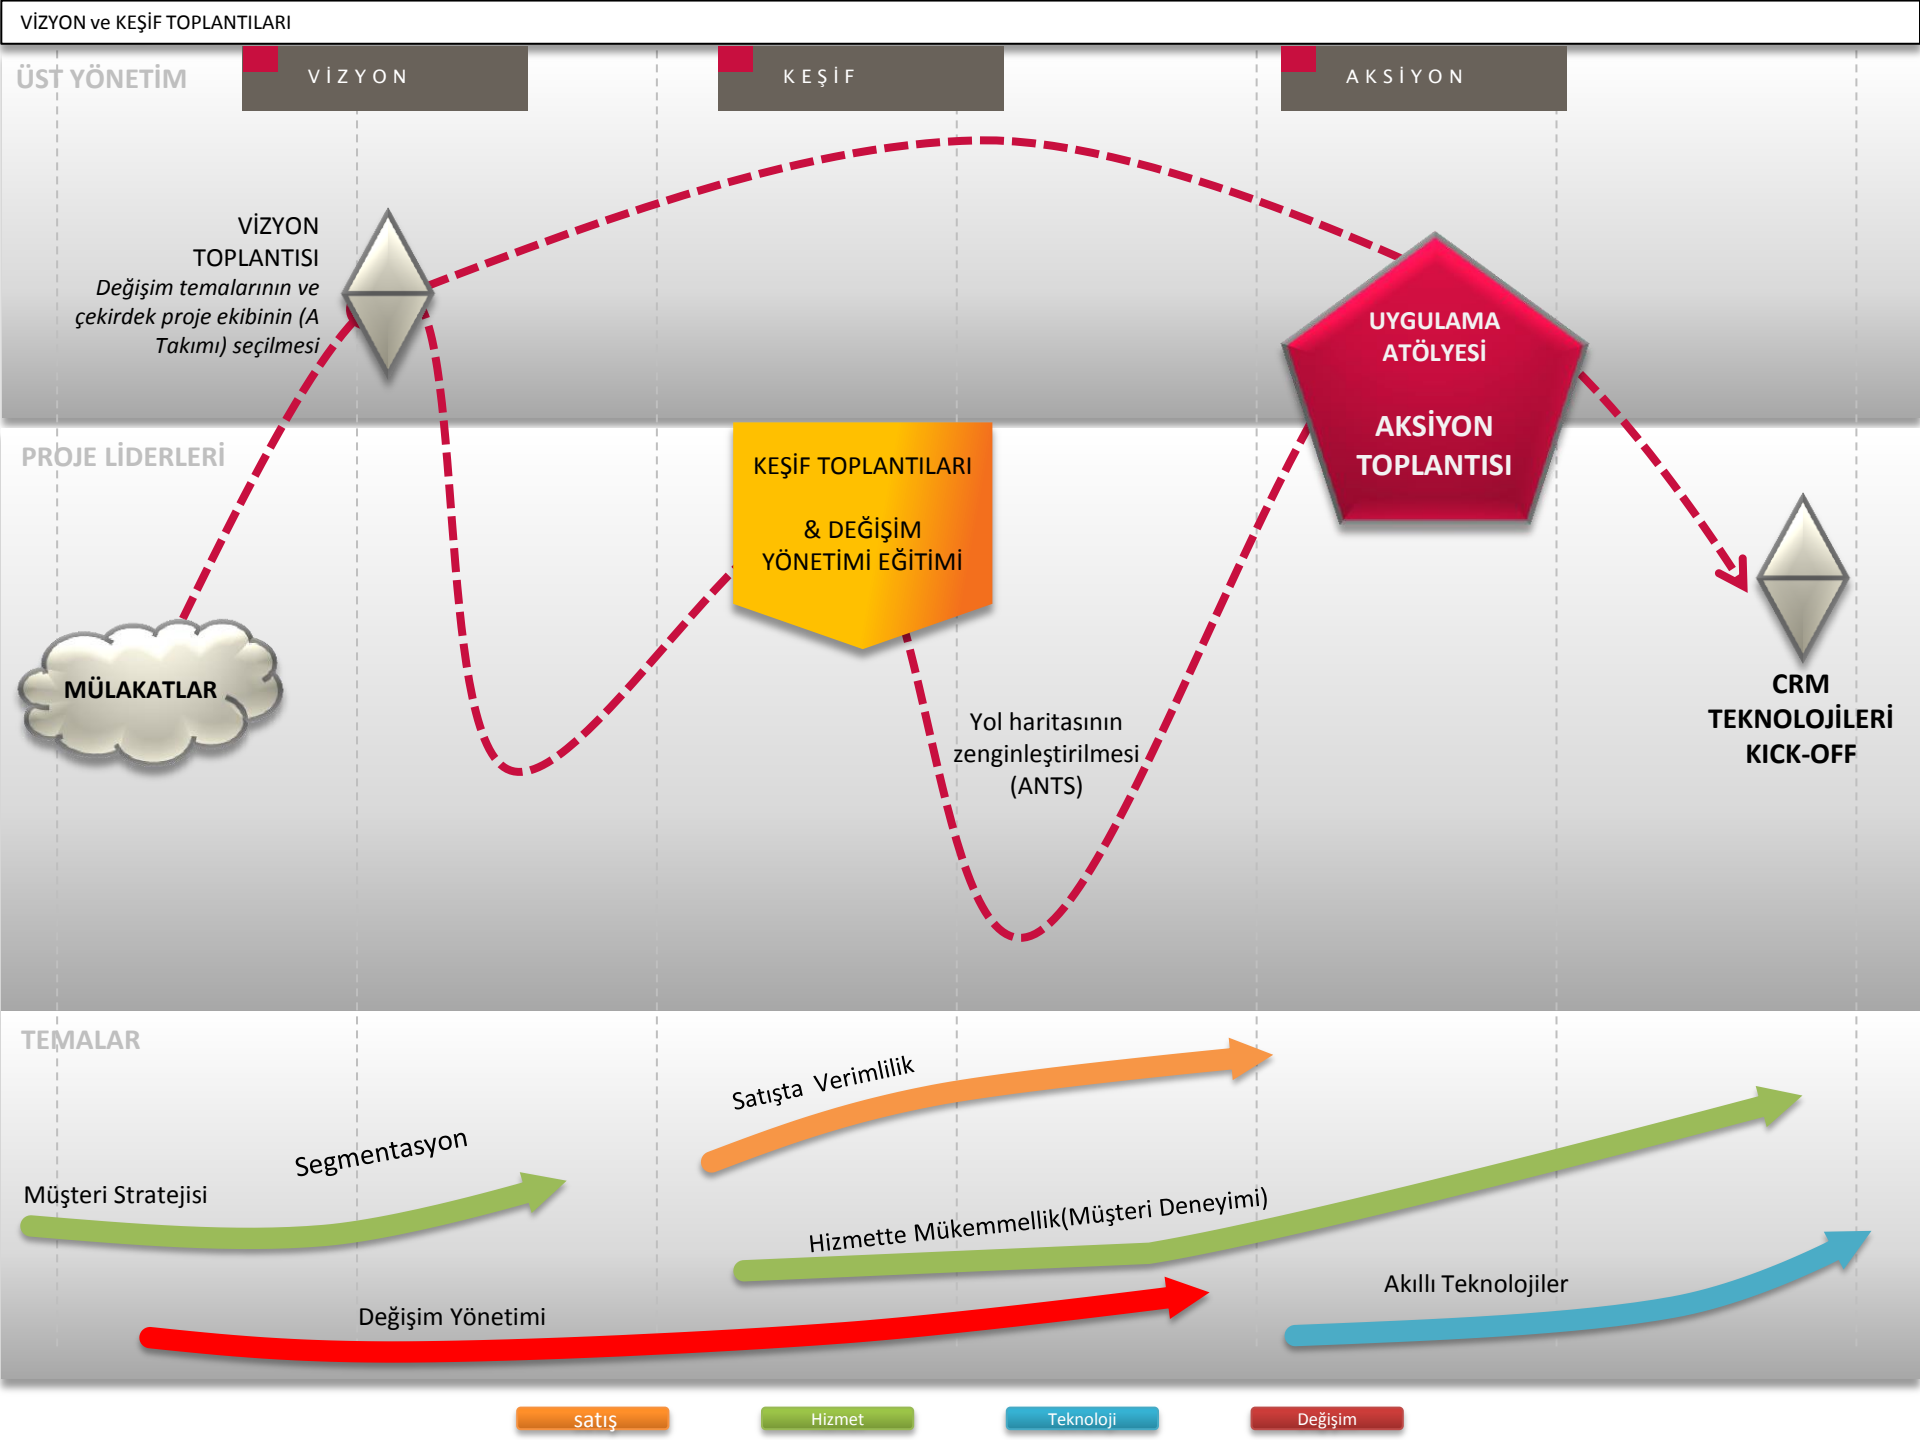 VİZYON ve KEŞİF TOPLANTILARI
ÜST YÖNETİM
VİZYON
KEŞİF
AKSİYON
VİZYON
TOPLANTISI
Değişim temalarının ve
çekirdek proje ekibinin (A
Takımı) seçilmesi
UYGULAMA
ATÖLYESİ
AKSİYON
TOPLANTISI
PROJE LİDERLERİ
KEŞİF TOPLANTILARI
& DEĞİŞİM
YÖNETİMİ EĞİTİMİ
MÜLAKATLAR
Yol haritasının
zenginleştirilmesi
(ANTS)
CRM
TEKNOLOJİLERİ
KICK-OFF
TEMALAR
Satışta  Verimlilik
Segmentasyon
Müşteri Stratejisi
Hizmette Mükemmellik(Müşteri Deneyimi)
Akıllı Teknolojiler
Değişim Yönetimi
satış
Hizmet
Teknoloji
Değişim